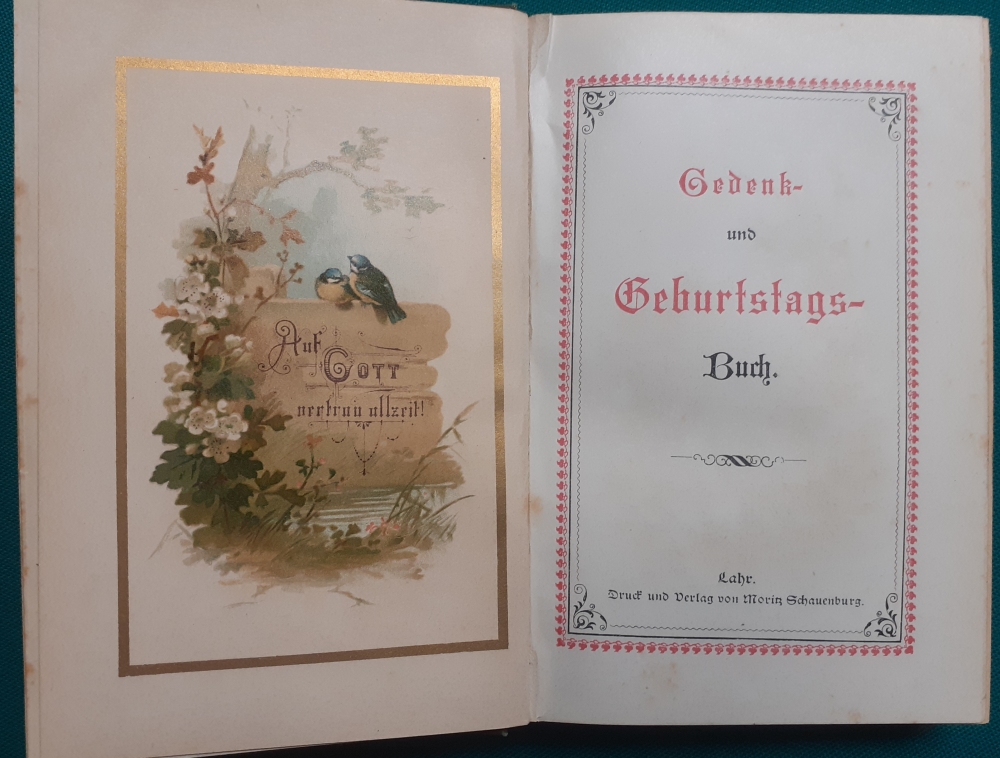 Auf
GOTT
vertrau allzeit!
Gedenk-
und
Geburtstags-
Buch.
Lahr.
Druck und Verlag von Moritz Schauenburg.